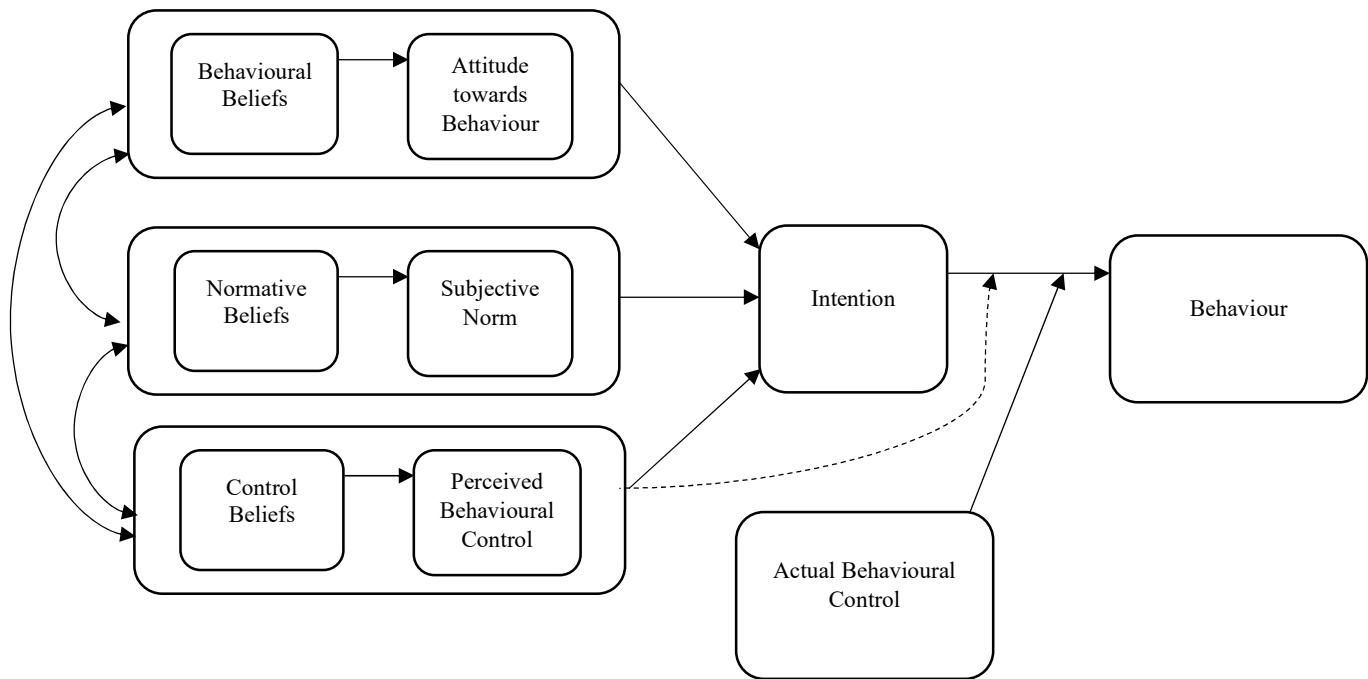 Behavioural
Beliefs
Attitude
towards
Behaviour
Normative
Beliefs
Subjective
Norm
Intention
Behaviour
Control
Beliefs
Perceived
Behavioural
Control
Actual Behavioural
Control